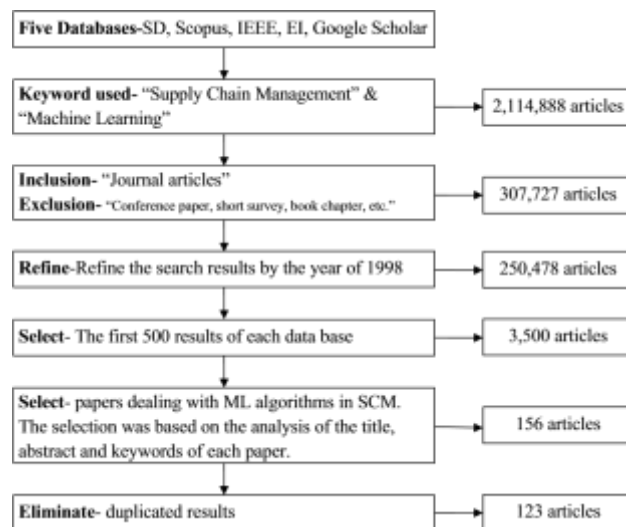 Five Databases-SD, Scopus, IEEE, EI, Google Scholar
Keyword used- “Supply Chain Management” &
“Machine Learning”
2,114,888 articles
Inclusion- “Journal articles”
Exclusion- “Conference paper, short survey, book chapter, etc.”
307,727 articles
Refine-Refine the search results by the year of 1998
250,478 articles
Select- The first 500 results of each data base
3,500 articles
Select- papers dealing with ML algorithms in SCM.
The selection was based on the analysis of the title,
abstract and keywords of each paper.
156 articles
Eliminate- duplicated results
123 articles